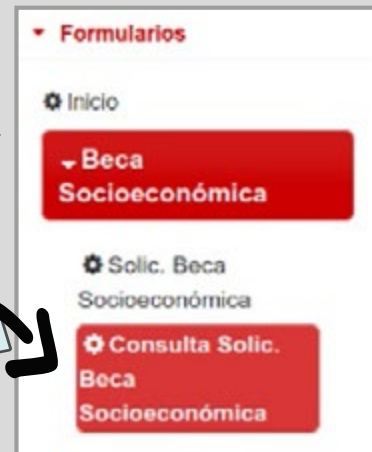 Formularios
Inicio
Beca
Socioeconómica
Solic. Beca
Socioeconómica
Consulta Solic.
Beca
Socioeconómica